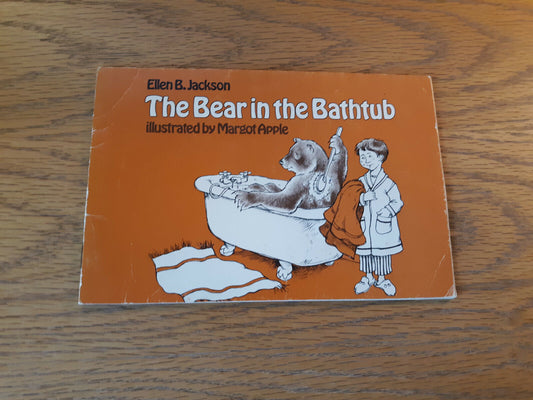 Ellen B. Jackson
The Bear in the Bathtub
illustrated by Margot Apple